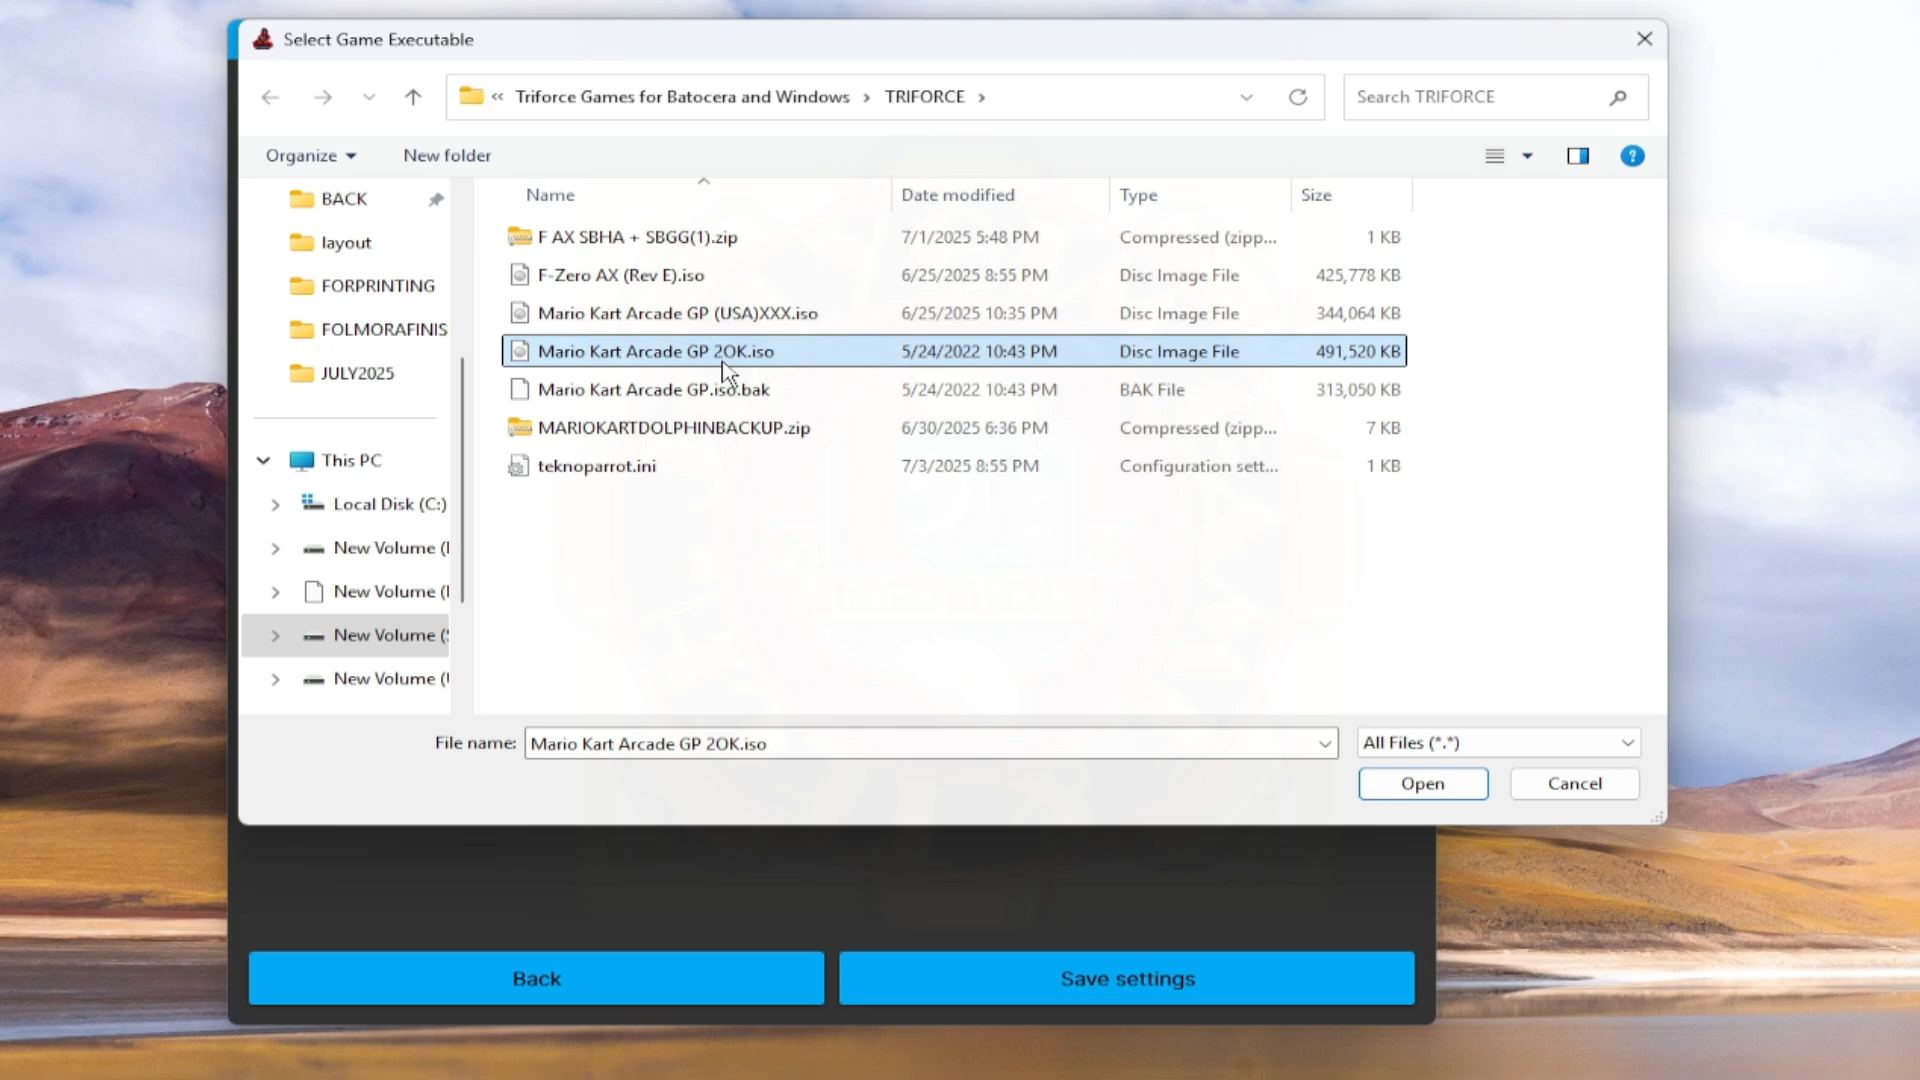 Select Game Executable
« Triforce Games for Batocera and Windows › TRIFORCE ›
Search TRIFORCE
Organize
New folder
?
Name
Date modified
Type
Size
BACK
layout
FORPRINTING
FOLMORAFINIS
JULY2025
This PC
Local Disk (C:)
New Volume (
New Volume (
New Volume (
New Volume (
F AX SBHA + SBGG(1).zip 7/1/2025 5:48 PM Compressed (zipp... 1 KB
F-Zero AX (Rev E).iso 6/25/2025 8:55 PM Disc Image File 425,778 KB
Mario Kart Arcade GP (USA)XXX.iso 6/25/2025 10:35 PM Disc Image File 344,064 KB
Mario Kart Arcade GP 2OK.iso 5/24/2022 10:43 PM Disc Image File 491,520 KB
Mario Kart Arcade GP.iso.bak 5/24/2022 10:43 PM BAK File 313,050 KB
MARIOKARTDOLPHINBACKUP.zip 6/30/2025 6:36 PM Compressed (zipp... 7 KB
teknoparrot.ini 7/3/2025 8:55 PM Configuration sett... 1 KB
File name: Mario Kart Arcade GP 2OK.iso
All Files (*.*)
Open
Cancel
Back
Save settings